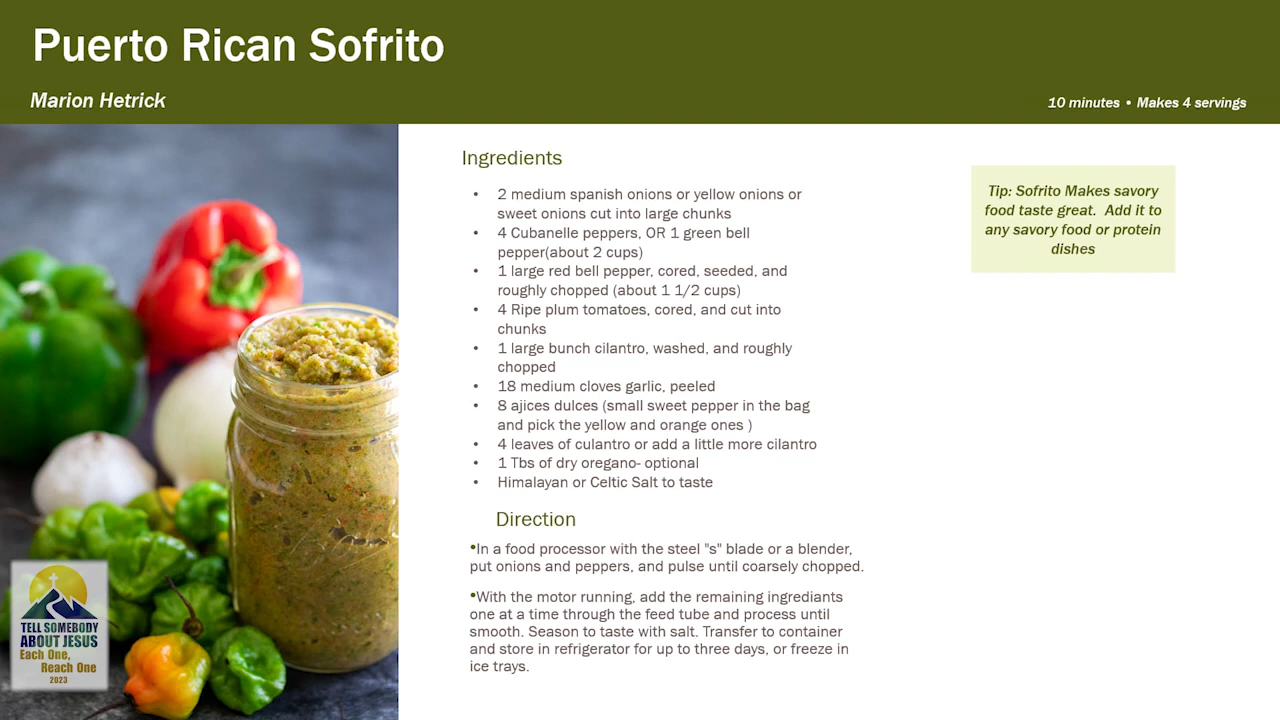 Puerto Rican Sofrito
Marion Hetrick
10 minutes • Makes 4 servings
Ingredients
• 2 medium spanish onions or yellow onions or
sweet onions cut into large chunks
• 4 Cubanelle peppers, OR 1 green bell
pepper(about 2 cups)
• 1 large red bell pepper, cored, seeded, and
roughly chopped (about 1 1/2 cups)
• 4 Ripe plum tomatoes, cored, and cut into
chunks
• 1 large bunch cilantro, washed, and roughly
chopped
• 18 medium cloves garlic, peeled
• 8 ajices dulces (small sweet pepper in the bag
and pick the yellow and orange ones )
• 4 leaves of culantro or add a little more cilantro
• 1 Tbs of dry oregano- optional
• Himalayan or Celtic Salt to taste
Direction
•In a food processor with the steel "s" blade or a blender,
put onions and peppers, and pulse until coarsely chopped.
•With the motor running, add the remaining ingrediants
one at a time through the feed tube and process until
smooth. Season to taste with salt. Transfer to container
and store in refrigerator for up to three days, or freeze in
ice trays.
Tip: Sofrito Makes savory
food taste great. Add it to
any savory food or protein
dishes
TELL SOMEBODY
ABOUT JESUS
Each One,
Reach One
2023